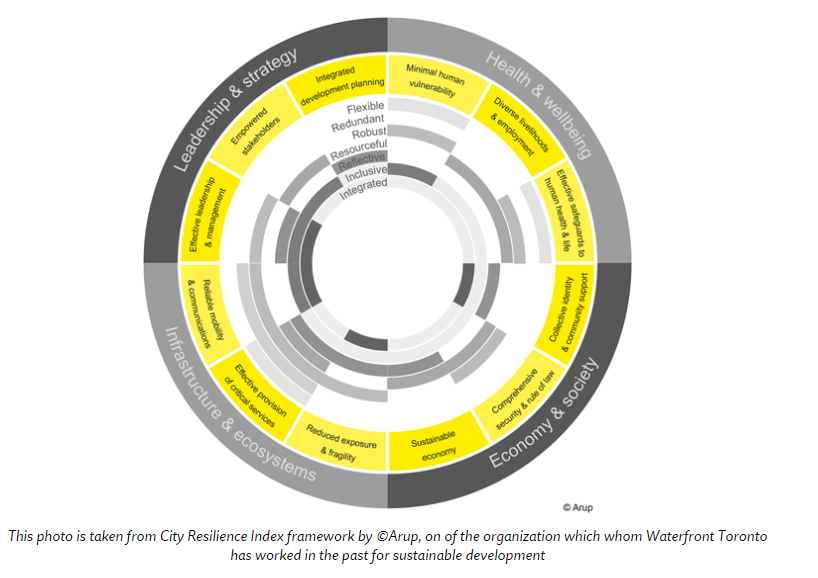 Leadership & strategy
Health & wellbeing
Integrated
development planning
Minimal human
vulnerability
Empowered
stakeholders
Diverse livelihoods
& employment
Effective leadership
& management
Effective safeguards to
human health & life
Flexible
Redundant
Robust
Resourceful
Reflective
Inclusive
Integrated
Reliable mobility
& communications
Collective identity
& community support
Effective provision
of critical services
Comprehensive
security & rule of law
Reduced exposure
& fragility
Sustainable
economy
Infrastructure & ecosystems
Economy & society
© Arup
This photo is taken from City Resilience Index framework by ©Arup, on of the organization which whom Waterfront Toronto
has worked in the past for sustainable development